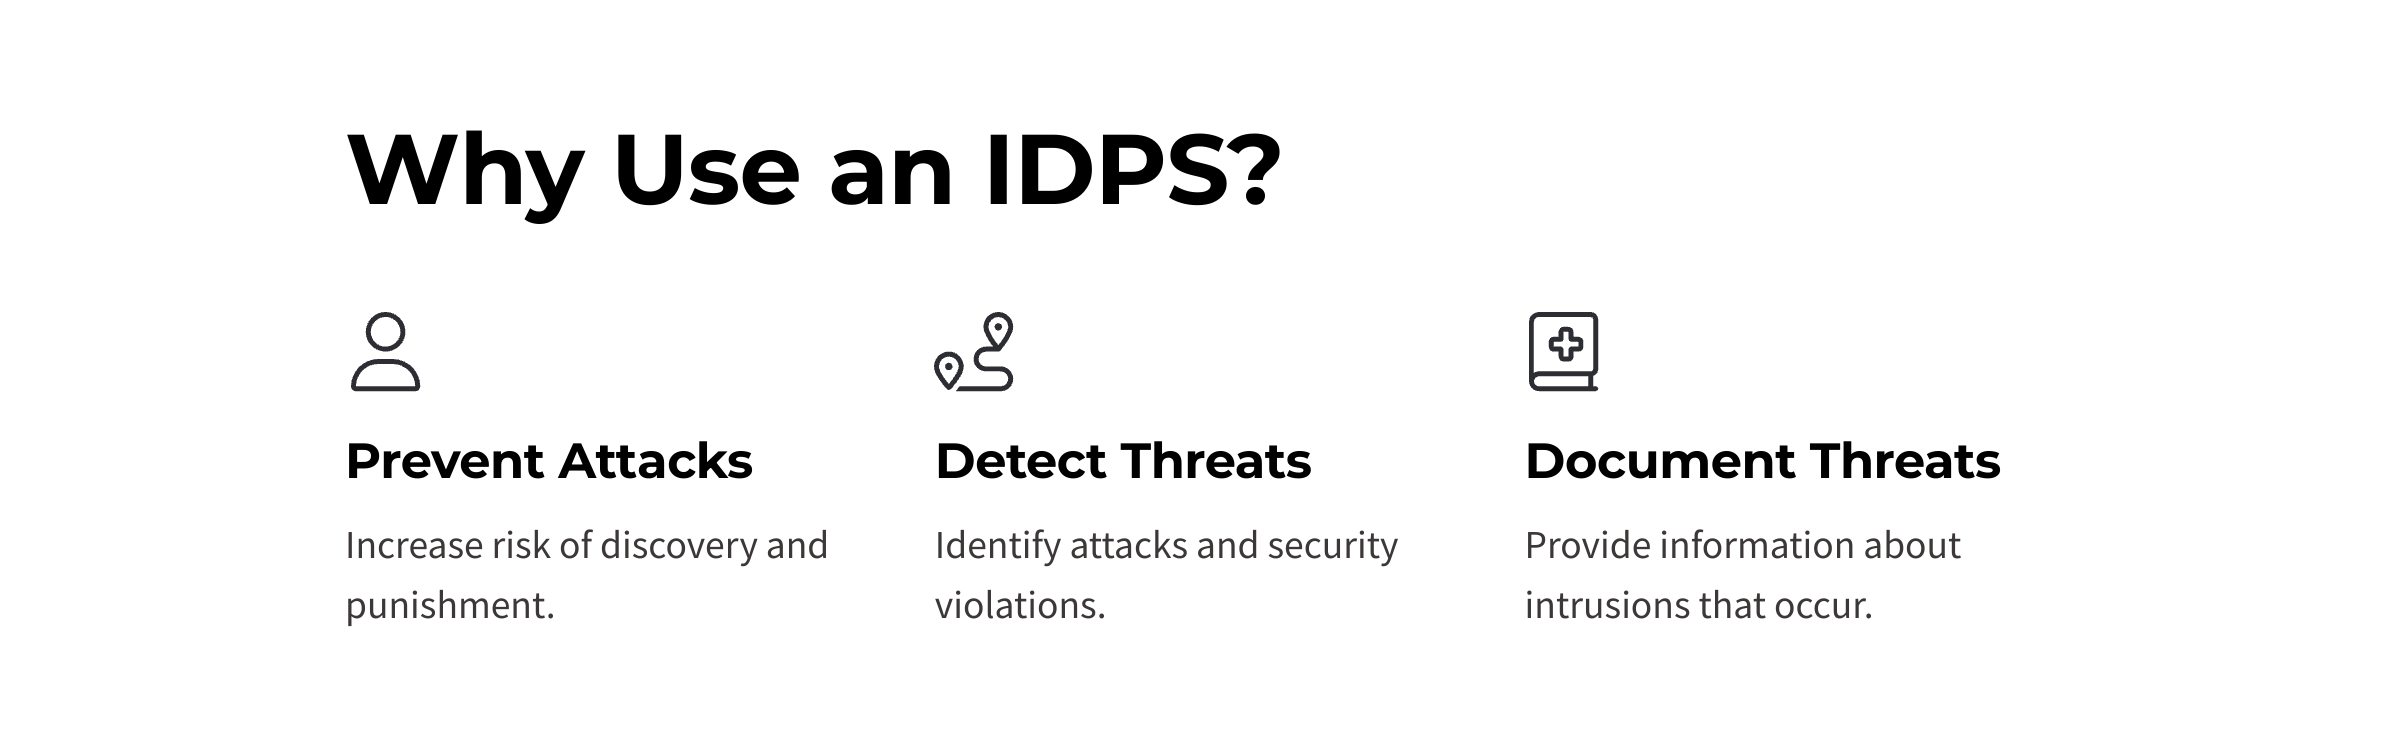 Why Use an IDPS?
Prevent Attacks
Increase risk of discovery and
punishment.
Detect Threats
Identify attacks and security
violations.
Document Threats
Provide information about
intrusions that occur.